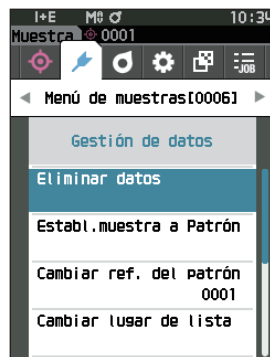 I+E M 10:34
Muestra 0001
-JOB
Menú de muestras[0006]
Gestión de datos
Eliminar datos
Establ.muestra a Patrón
Cambiar ref. del patrón
0001
Cambiar lugar de lista